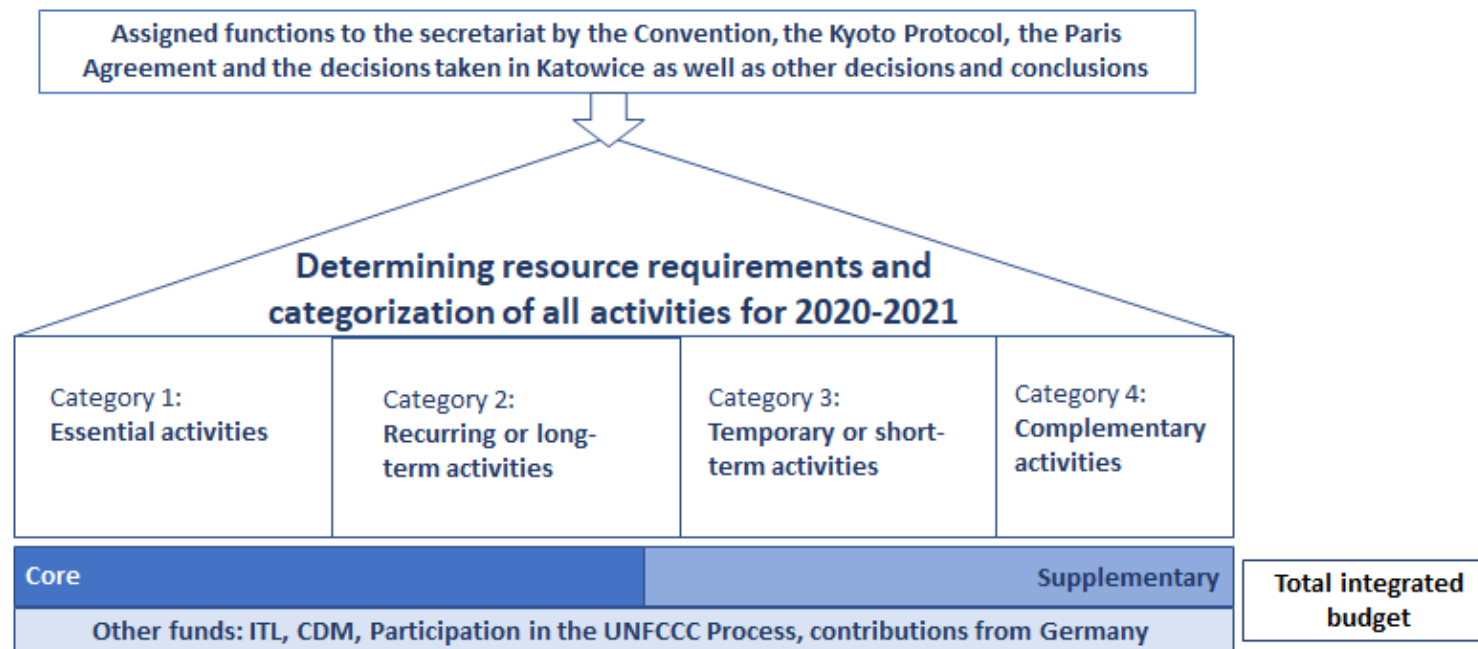 Assigned functions to the secretariat by the Convention, the Kyoto Protocol, the Paris
Agreement and the decisions taken in Katowice as well as other decisions and conclusions
Determining resource requirements and
categorization of all activities for 2020-2021
Category 1:
Essential activities
Category 2:
Recurring or long-
term activities
Category 3:
Temporary or short-
term activities
Category 4:
Complementary
activities
Core
Supplementary
Total integrated
budget
Other funds: ITL, CDM, Participation in the UNFCCC Process, contributions from Germany